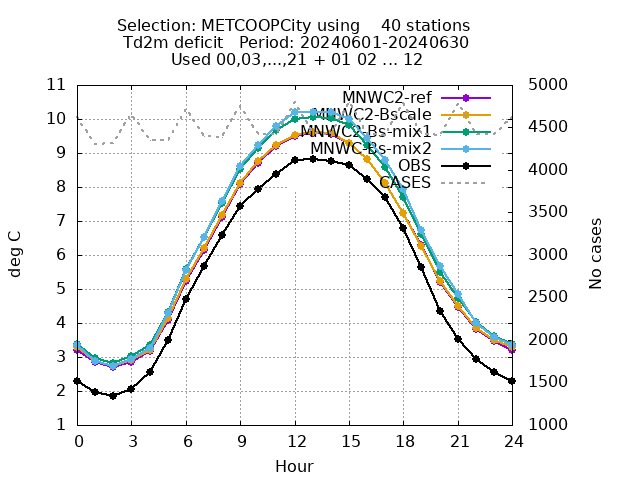 Selection: METCOOPCity using    40 stations
Td2m deficit   Period: 20240601-20240630
Used 00,03,...,21 + 01 02 ... 12
11
10
9
8
7
6
5
4
3
2
1
deg C
MNWC2-ref
MNWC2-Bscale
MNWC2-Bs-mix1
MNWC-Bs-mix2
OBS
CASES
5000
4500
4000
3500
3000
2500
2000
1500
1000
No cases
0 3 6 9 12 15 18 21 24
Hour